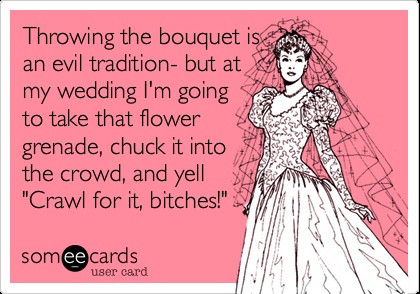 Throwing the bouquet is
an evil tradition- but at
my wedding I'm going
to take that flower
grenade, chuck it into
the crowd, and yell
"Crawl for it, bitches!"
someecards
user card